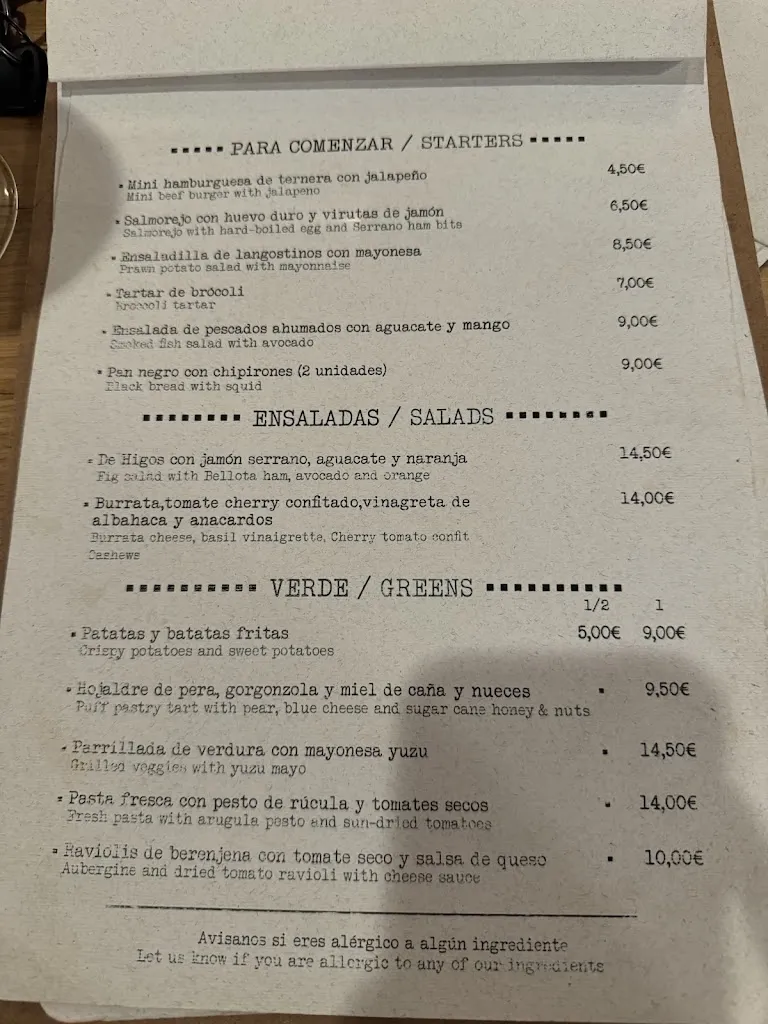 PARA COMENZAR / STARTERS
Mini hamburguesa de ternera con jalapeño 4,50€
Mini beef burger with jalapeno
Salmorejo con huevo duro y virutas de jamón 6,50€
Salmorejo with hard-boiled egg and Serrano ham bits
Ensaladilla de langostinos con mayonesa 8,50€
Prawn potato salad with mayonnaise
Tartar de brócoli 7,00€
Broccoli tartar
Ensalada de pescados ahumados con aguacate y mango 9,00€
Smoked fish salad with avocado
Pan negro con chipirones (2 unidades) 9,00€
Black bread with squid
ENSALADAS / SALADS
De Higos con jamón serrano, aguacate y naranja 14,50€
Fig salad with Bellota ham, avocado and orange
Burrata,tomate cherry confitado,vinagreta de 14,00€
albahaca y anacardos
Burrata cheese, basil vinaigrette, Cherry tomato confit
Cashews
VERDE / GREENS
1/2 1
Patatas y batatas fritas 5,00€ 9,00€
Crispy potatoes and sweet potatoes
Hojaldre de pera, gorgonzola y miel de caña y nueces 9,50€
Puff pastry tart with pear, blue cheese and sugar cane honey & nuts
Parrillada de verdura con mayonesa yuzu 14,50€
Grilled veggies with yuzu mayo
Pasta fresca con pesto de rúcula y tomates secos 14,00€
Fresh pasta with arugula pesto and sun-dried tomatoes
Raviolis de berenjena con tomate seco y salsa de queso 10,00€
Aubergine and dried tomato ravioli with cheese sauce
Avisanos si eres alérgico a algún ingrediente
Let us know if you are allergic to any of our ingredients